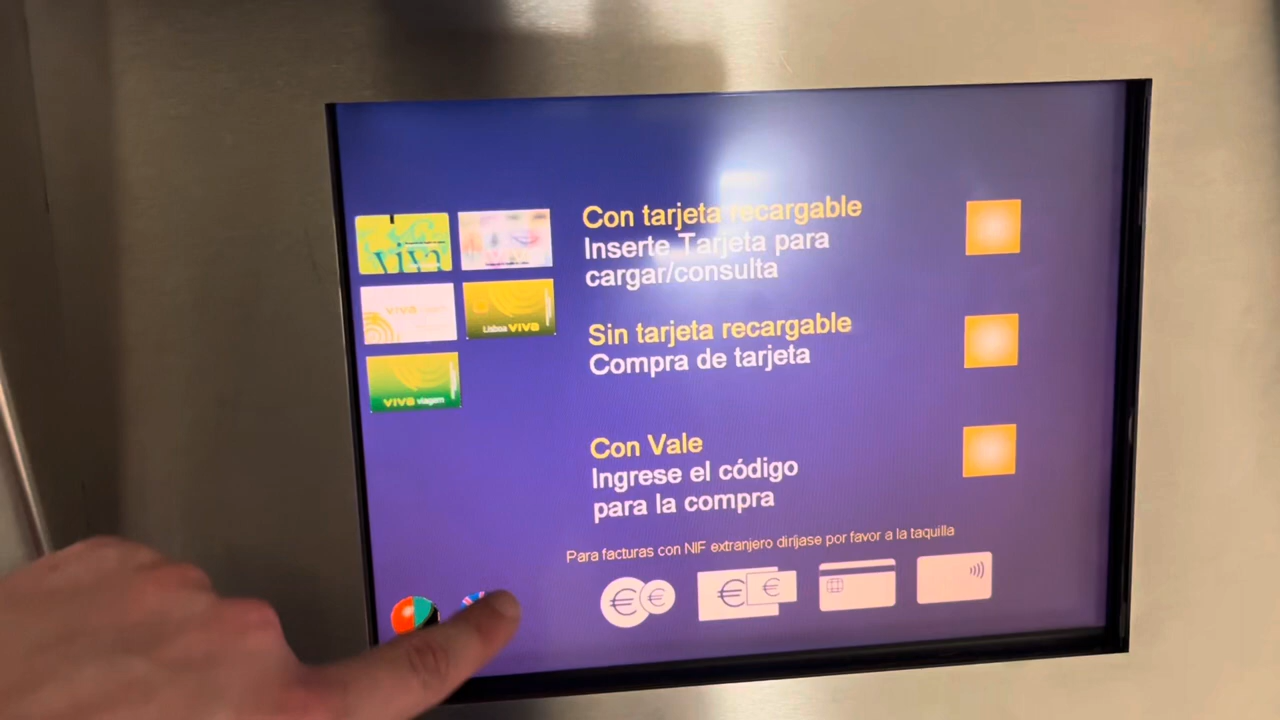 Con tarjeta recargable
Inserte Tarjeta para
cargar/consulta
VIVA
VIVA
Lisboa VIVA
Sin tarjeta recargable
Compra de tarjeta
VIVA viagem
Con Vale
Ingrese el código
para la compra
Para facturas con NIF extranjero diríjase por favor a la taquilla
€ € € €